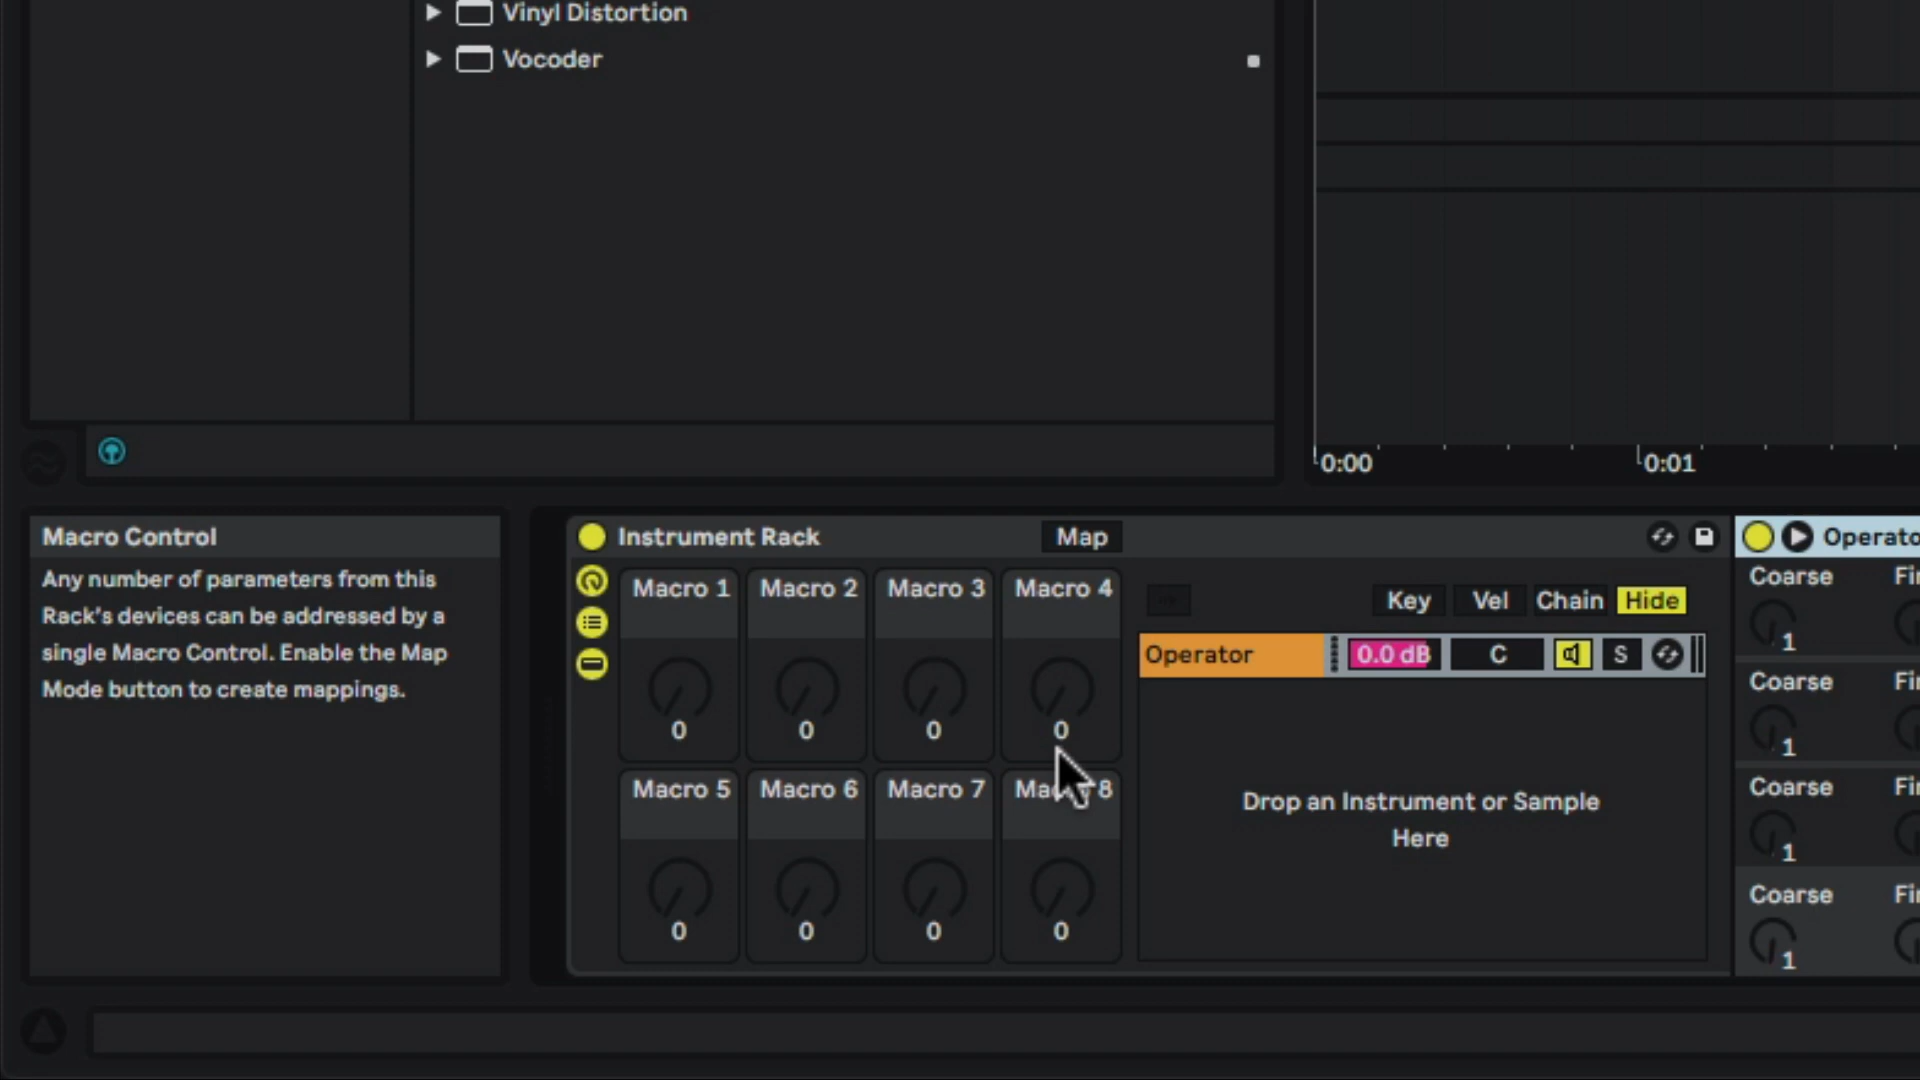 Vinyl Distortion
Vocoder
0:00
0:01
Macro Control
Any number of parameters from this
Rack's devices can be addressed by a
single Macro Control. Enable the Map
Mode button to create mappings.
Instrument Rack
Map
Macro 1
Macro 2
Macro 3
Macro 4
0
0
0
0
Macro 5
Macro 6
Macro 7
8
0
0
0
0
Key
Vel
Chain
Hide
Operator
0.0 dB
C
S
Drop an Instrument or Sample
Here
Operato
Coarse
Fi
1
Coarse
Fi
1
Coarse
Fi
1
Coarse
Fi
1